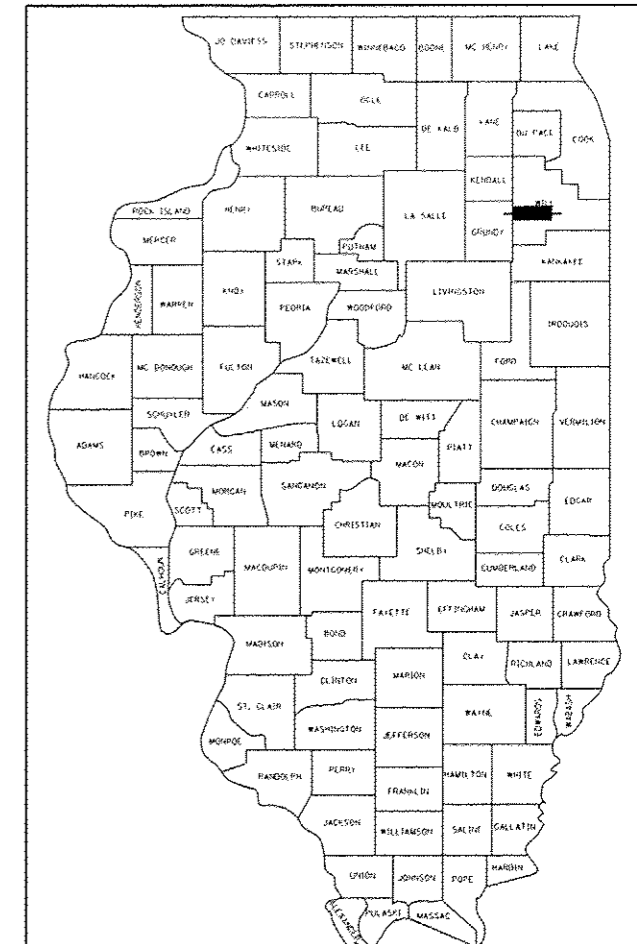 JO DAVIESS
STEPHENSON
WINNEBAGO
BOONE
MC HENRY
LAKE
CARROLL
OGLE
DE KALB
KANE
DU PAGE
COOK
WHITESIDE
LEE
KENDALL
WILL
ROCK ISLAND
HENRY
BUREAU
LA SALLE
GRUNDY
MERCER
PUTNAM
KANKAKEE
STARK
MARSHALL
HENDERSON
WARREN
KNOX
PEORIA
WOODFORD
LIVINGSTON
IROQUOIS
HANCOCK
MC DONOUGH
FULTON
TAZEWELL
MC LEAN
FORD
SCHUYLER
MASON
LOGAN
DE WITT
CHAMPAIGN
VERMILION
ADAMS
BROWN
CASS
MENARD
PIATT
MACON
PIKE
SCOTT
MORGAN
SANGAMON
CHRISTIAN
MOULTRIE
DOUGLAS
EDGAR
COLES
CALHOUN
GREENE
MACOUPIN
MONTGOMERY
SHELBY
CUMBERLAND
CLARK
JERSEY
FAYETTE
EFFINGHAM
JASPER
CRAWFORD
MADISON
BOND
CLAY
RICHLAND
LAWRENCE
CLINTON
MARION
ST. CLAIR
WAYNE
EDWARDS
WABASH
WASHINGTON
JEFFERSON
MONROE
RANDOLPH
PERRY
HAMILTON
WHITE
FRANKLIN
JACKSON
WILLIAMSON
SALINE
GALLATIN
UNION
JOHNSON
POPE
HARDIN
ALEXANDER
PULASKI
MASSAC